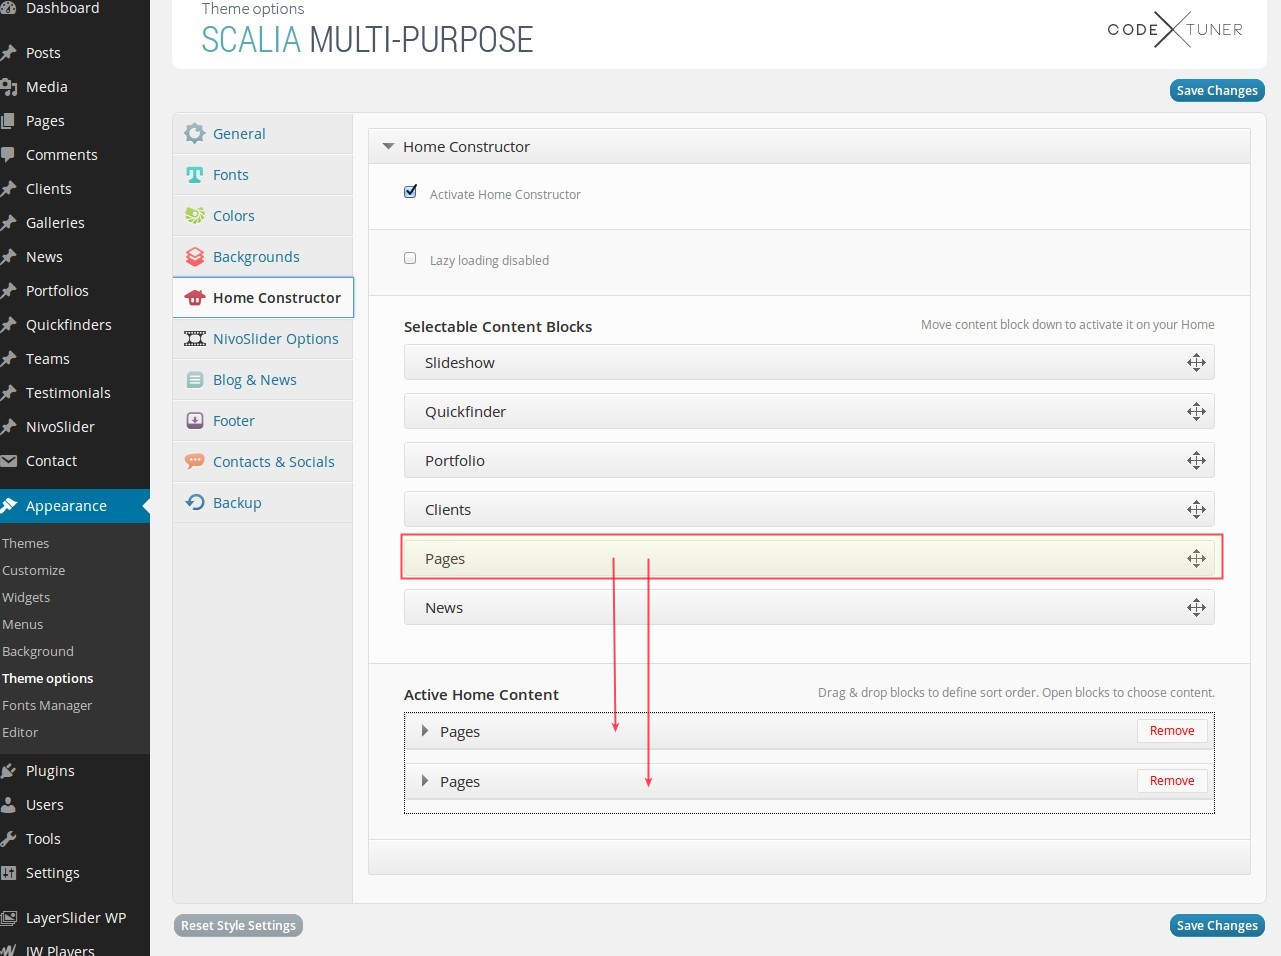 Theme options
SCALIA MULTI-PURPOSE
CODE X TUNER
Save Changes
Dashboard
Posts
Media
Pages
Comments
Clients
Galleries
News
Portfolios
Quickfinders
Teams
Testimonials
NivoSlider
Contact
Appearance
Themes
Customize
Widgets
Menus
Background
Theme options
Fonts Manager
Editor
Plugins
Users
Tools
Settings
LayerSlider WP
JW Players
General
Fonts
Colors
Backgrounds
Home Constructor
NivoSlider Options
Blog & News
Footer
Contacts & Socials
Backup
Home Constructor
Activate Home Constructor
Lazy loading disabled
Selectable Content Blocks
Move content block down to activate it on your Home
Slideshow
Quickfinder
Portfolio
Clients
Pages
News
Active Home Content
Drag & drop blocks to define sort order. Open blocks to choose content.
Pages Remove
Pages Remove
Reset Style Settings
Save Changes